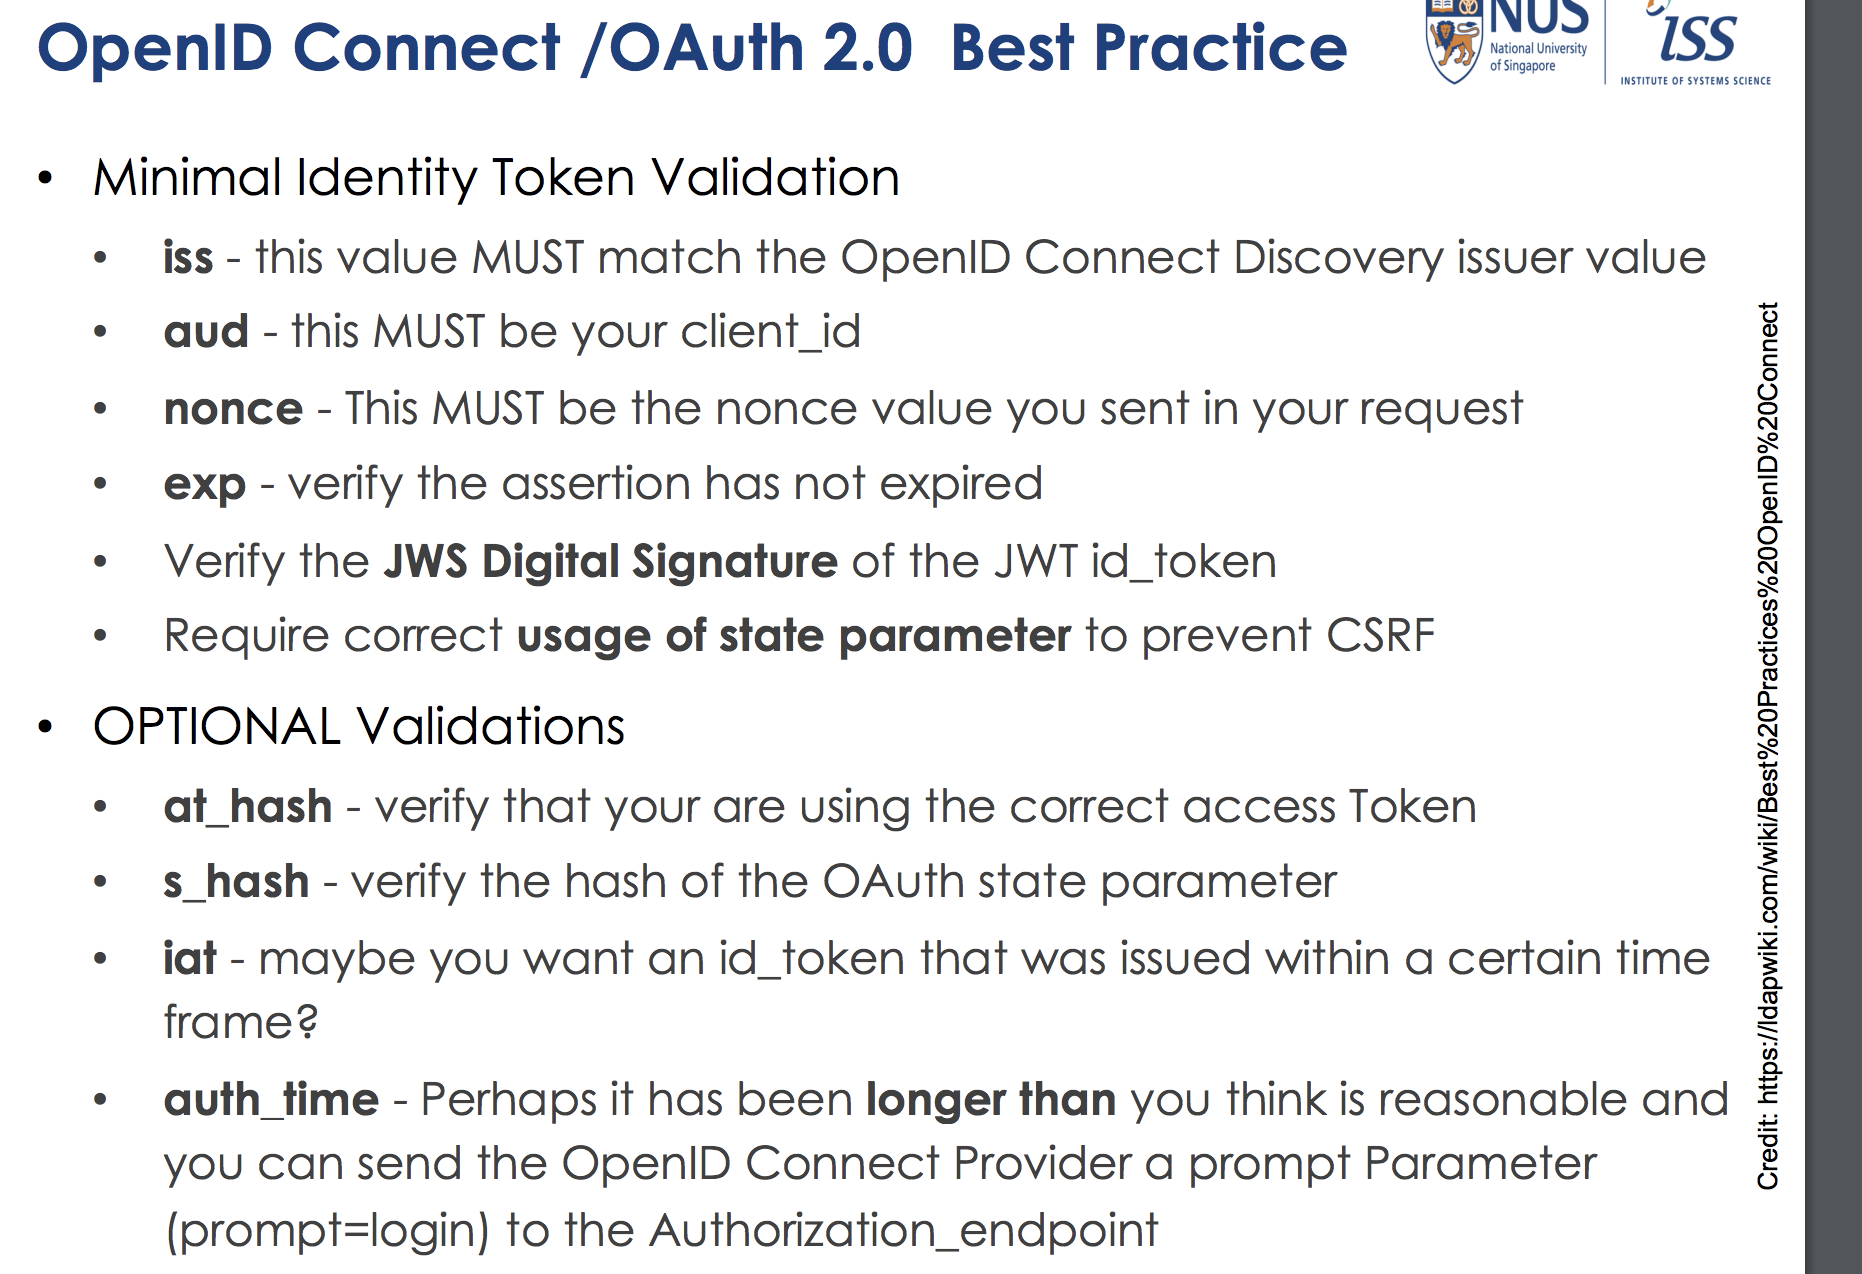 OpenID Connect /OAuth 2.0 Best Practice
NUS
National University
of Singapore
iss
INSTITUTE OF SYSTEMS SCIENCE
• Minimal Identity Token Validation
• iss - this value MUST match the OpenID Connect Discovery issuer value
• aud - this MUST be your client_id
• nonce - This MUST be the nonce value you sent in your request
• exp - verify the assertion has not expired
• Verify the JWS Digital Signature of the JWT id_token
• Require correct usage of state parameter to prevent CSRF
• OPTIONAL Validations
• at_hash - verify that your are using the correct access Token
• s_hash - verify the hash of the OAuth state parameter
• iat - maybe you want an id_token that was issued within a certain time
frame?
• auth_time - Perhaps it has been longer than you think is reasonable and
you can send the OpenID Connect Provider a prompt Parameter
(prompt=login) to the Authorization_endpoint
Credit: https://ldapwiki.com/wiki/Best%20Practices%20OpenID%20Connect